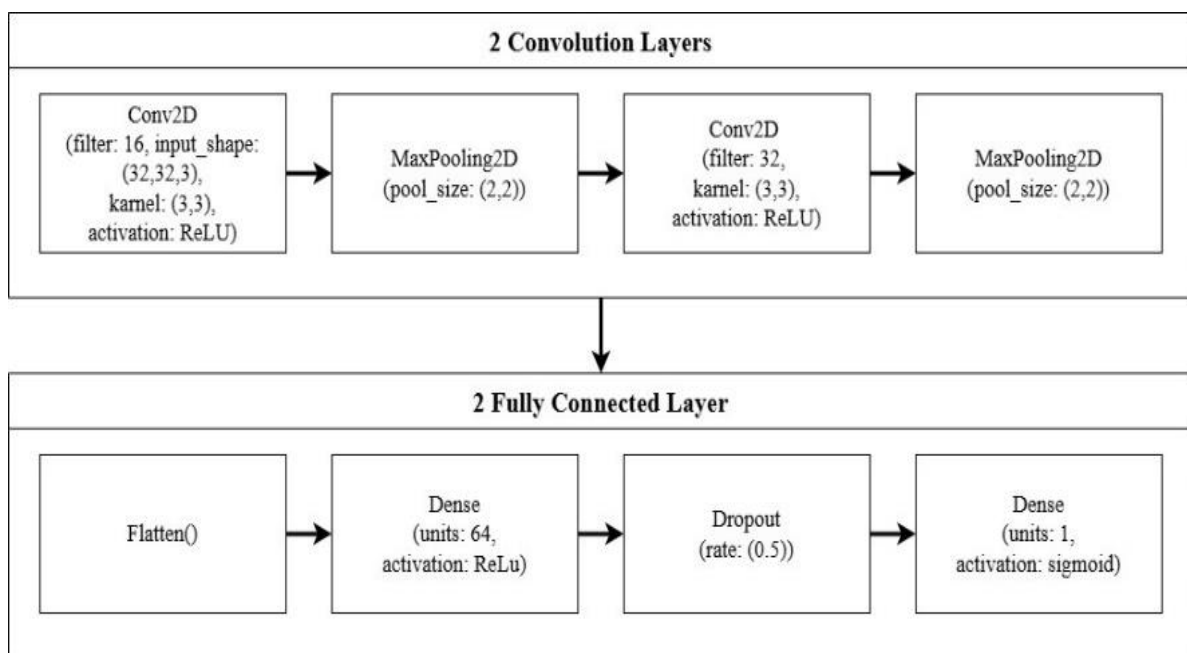 2 Convolution Layers
Conv2D
(filter: 16, input_shape:
(32,32,3),
karnel: (3,3),
activation: ReLU)
MaxPooling2D
(pool_size: (2,2))
Conv2D
(filter: 32,
karnel: (3,3),
activation: ReLU)
MaxPooling2D
(pool_size: (2,2))
2 Fully Connected Layer
Flatten()
Dense
(units: 64,
activation: ReLu)
Dropout
(rate: (0.5))
Dense
(units: 1,
activation: sigmoid)